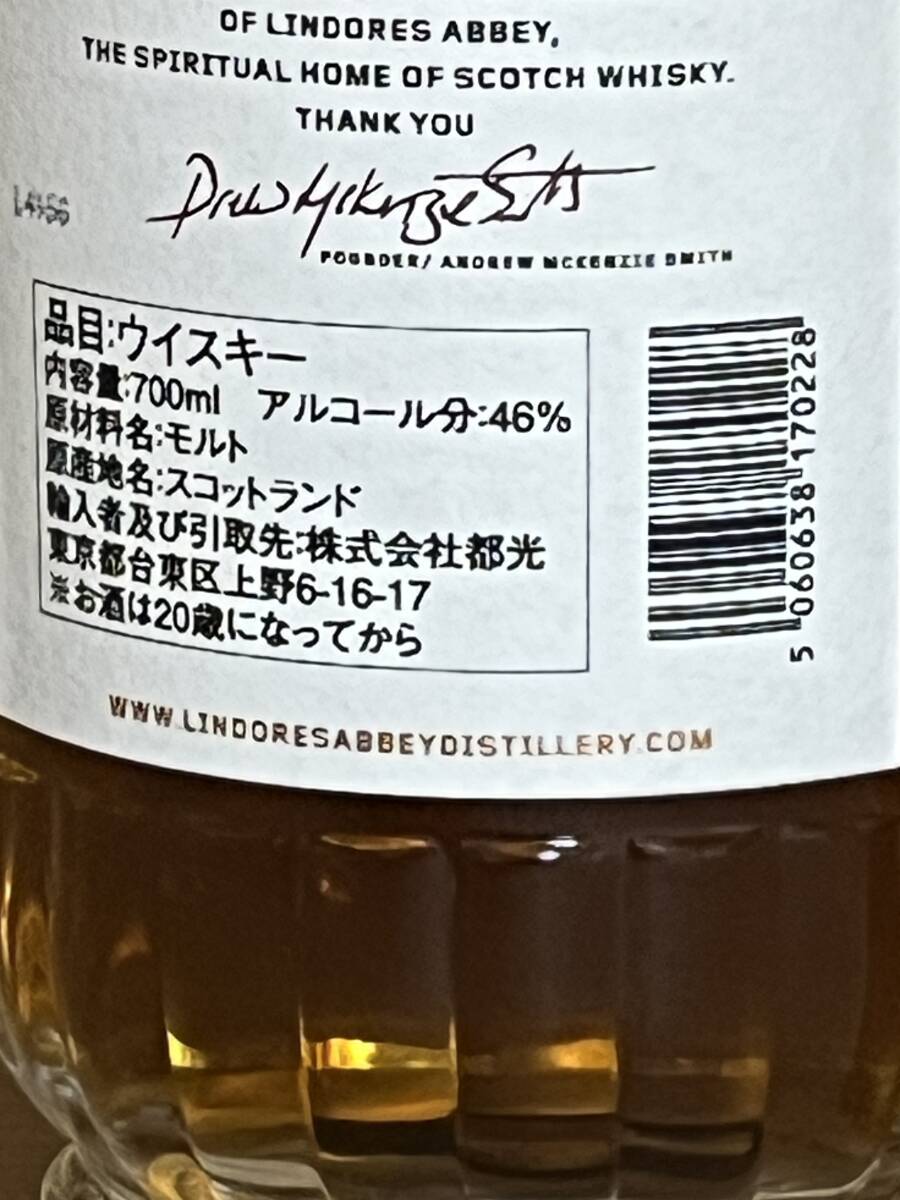 OF LINDORES ABBEY,
THE SPIRITUAL HOME OF SCOTCH WHISKY.
THANK YOU
Drew McKenzie Smith
FOUNDER/ ANDREW MCKENZIE SMITH
品目:ウイスキー
内容量:700ml アルコール分:46%
原材料名:モルト
原産地名:スコットランド
輸入者及び引取先:株式会社都光
東京都台東区上野6-16-17
※お酒は20歳になってから
5 060638 170228
WWW.LINDORESABBEYDISTILLERY.COM